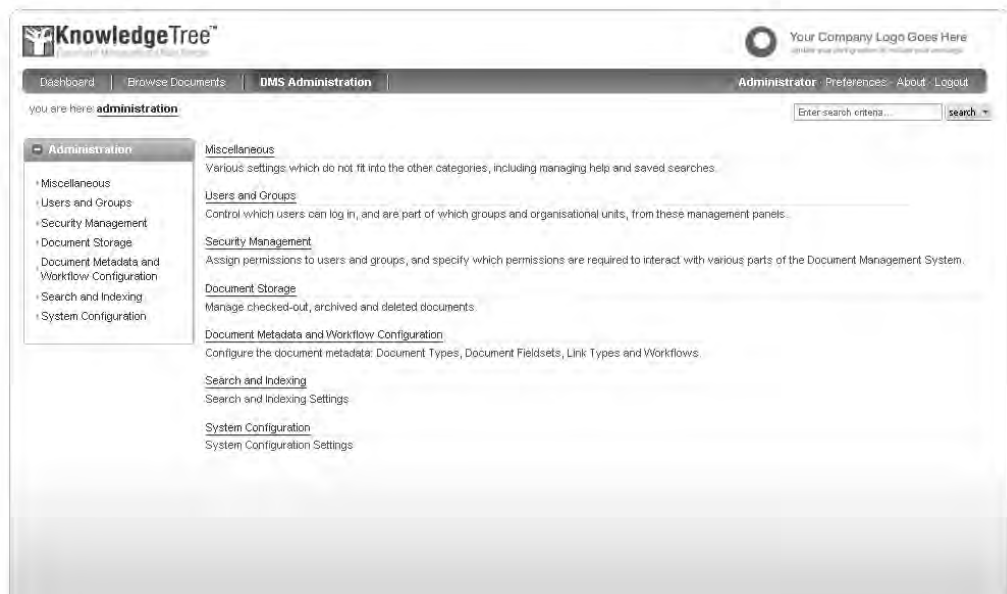 KnowledgeTree™
Your Company Logo Goes Here
Dashboard Browse Documents DMS Administration Administrator · Preferences · About · Logout
you are here: administration
Enter search criteria... search
Administration
Miscellaneous
Users and Groups
Security Management
Document Storage
Document Metadata and
Workflow Configuration
Search and Indexing
System Configuration
Miscellaneous
Various settings which do not fit into the other categories, including managing help and saved searches.
Users and Groups
Control which users can log in, and are part of which groups and organisational units, from these management panels.
Security Management
Assign permissions to users and groups, and specify which permissions are required to interact with various parts of the Document Management System.
Document Storage
Manage checked-out, archived and deleted documents.
Document Metadata and Workflow Configuration
Configure the document metadata: Document Types, Document Fieldsets, Link Types and Workflows.
Search and Indexing
Search and Indexing Settings
System Configuration
System Configuration Settings